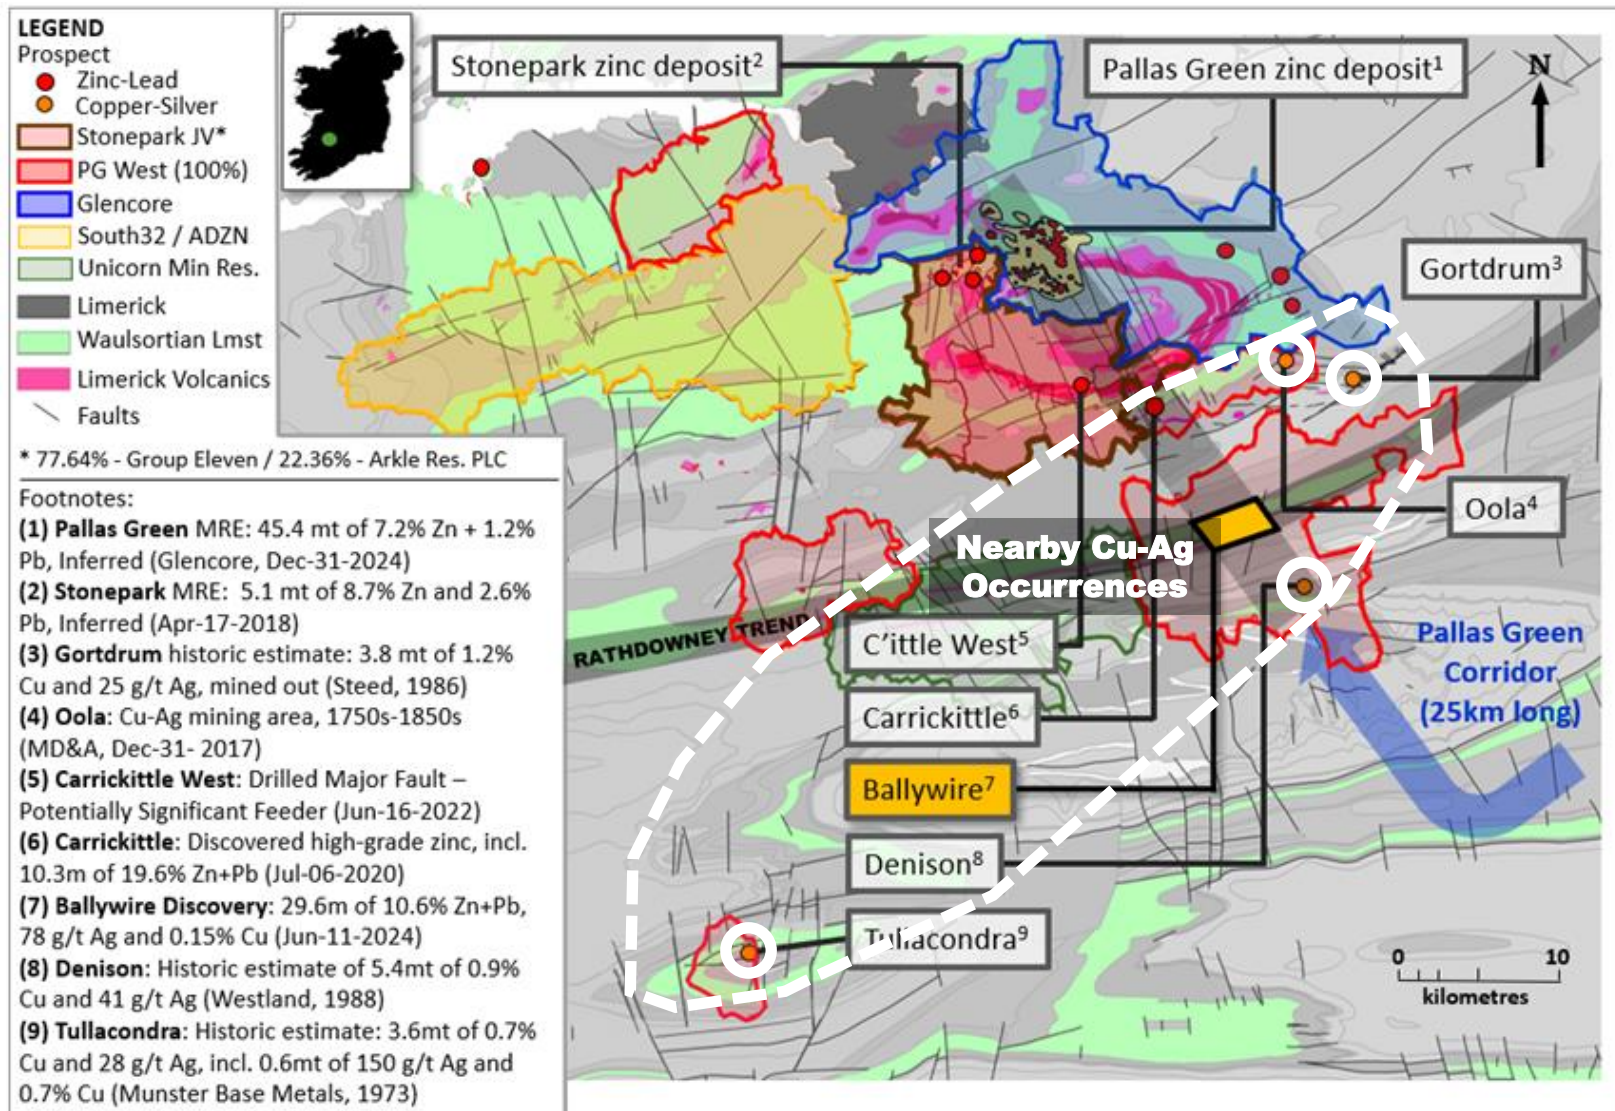 LEGEND
Prospect
Zinc-Lead
Copper-Silver
Stonepark JV*
PG West (100%)
Glencore
South32 / ADZN
Unicorn Min Res.
Limerick
Waulsortian Lmst
Limerick Volcanics
Faults
* 77.64% - Group Eleven / 22.36% - Arkle Res. PLC
Footnotes:
(1) Pallas Green MRE: 45.4 mt of 7.2% Zn + 1.2%
Pb, Inferred (Glencore, Dec-31-2024)
(2) Stonepark MRE: 5.1 mt of 8.7% Zn and 2.6%
Pb, Inferred (Apr-17-2018)
(3) Gortdrum historic estimate: 3.8 mt of 1.2%
Cu and 25 g/t Ag, mined out (Steed, 1986)
(4) Oola: Cu-Ag mining area, 1750s-1850s
(MD&A, Dec-31- 2017)
(5) Carrickittle West: Drilled Major Fault –
Potentially Significant Feeder (Jun-16-2022)
(6) Carrickittle: Discovered high-grade zinc, incl.
10.3m of 19.6% Zn+Pb (Jul-06-2020)
(7) Ballywire Discovery: 29.6m of 10.6% Zn+Pb,
78 g/t Ag and 0.15% Cu (Jun-11-2024)
(8) Denison: Historic estimate of 5.4mt of 0.9%
Cu and 41 g/t Ag (Westland, 1988)
(9) Tullacondra: Historic estimate: 3.6mt of 0.7%
Cu and 28 g/t Ag, incl. 0.6mt of 150 g/t Ag and
0.7% Cu (Munster Base Metals, 1973)
Stonepark zinc deposit²
Pallas Green zinc deposit¹
N
Gortdrum³
Oola⁴
Nearby Cu-Ag
Occurrences
RATHDOWNEY TREND
C'ittle West⁵
Carrickittle⁶
Ballywire⁷
Denison⁸
Tullacondra⁹
Pallas Green
Corridor
(25km long)
0 10
kilometres